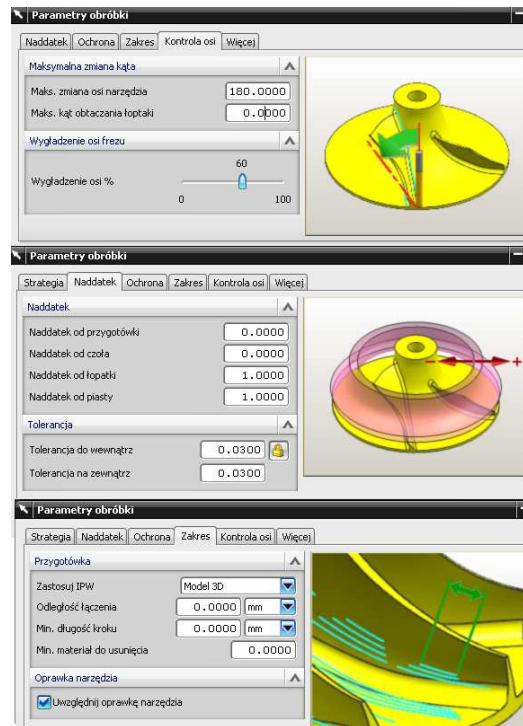 Parametry obróbki
Naddatek Ochrona Zakres Kontrola osi Więcej
Maksymalna zmiana kąta
Maks. zmiana osi narzędzia 180.0000
Maks. kąt obtaczania łoptaki 0.0000
Wygładzenie osi frezu
60
Wygładzenie osi %
0 100
Parametry obróbki
Strategia Naddatek Ochrona Zakres Kontrola osi Więcej
Naddatek
Naddatek od przygotówki 0.0000
Naddatek od czoła 0.0000
Naddatek od łopatki 1.0000
Naddatek od piasty 1.0000
Tolerancja
Tolerancja do wewnątrz 0.0300
Tolerancja na zewnątrz 0.0300
- +
Parametry obróbki
Strategia Naddatek Ochrona Zakres Kontrola osi Więcej
Przygotówka
Zastosuj IPW Model 3D
Odległość łączenia 0.0000 mm
Min. długość kroku 0.0000 mm
Min. materiał do usunięcia 0.0000
Oprawka narzędzia
Uwzględnij oprawkę narzędzia